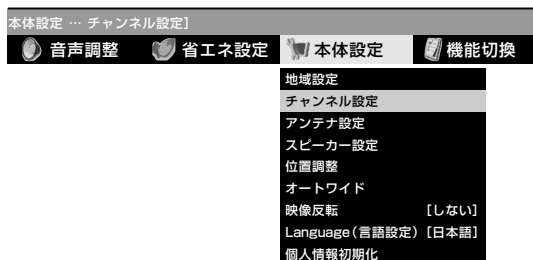 本体設定 … チャンネル設定]
音声調整 省エネ設定 本体設定 機能切換
地域設定
チャンネル設定
アンテナ設定
スピーカー設定
位置調整
オートワイド
映像反転 [しない]
Language(言語設定) [日本語]
個人情報初期化